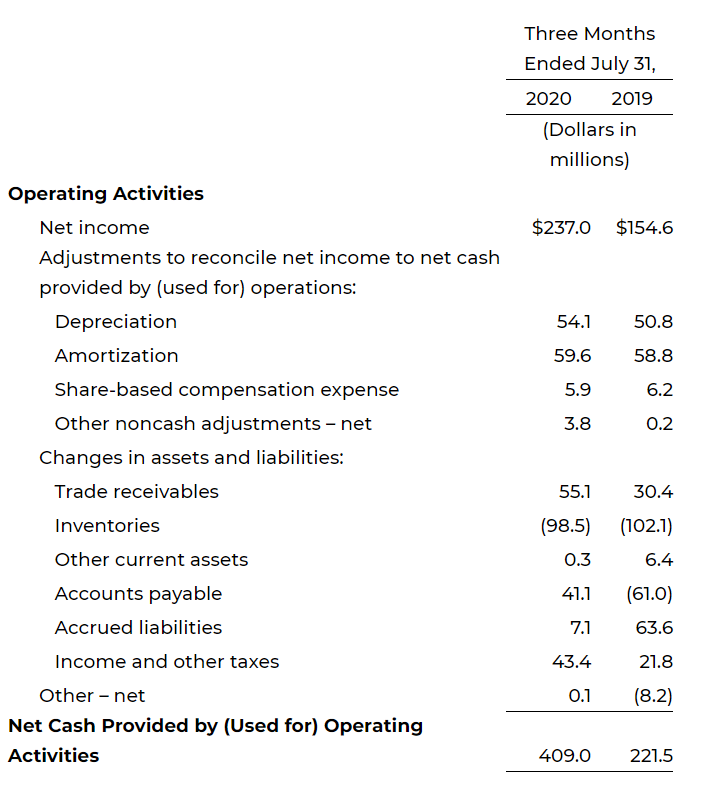 Three Months
Ended July 31,
2020 2019
(Dollars in
millions)
Operating Activities
Net income $237.0 $154.6
Adjustments to reconcile net income to net cash
provided by (used for) operations:
Depreciation 54.1 50.8
Amortization 59.6 58.8
Share-based compensation expense 5.9 6.2
Other noncash adjustments – net 3.8 0.2
Changes in assets and liabilities:
Trade receivables 55.1 30.4
Inventories (98.5) (102.1)
Other current assets 0.3 6.4
Accounts payable 41.1 (61.0)
Accrued liabilities 7.1 63.6
Income and other taxes 43.4 21.8
Other – net 0.1 (8.2)
Net Cash Provided by (Used for) Operating
Activities 409.0 221.5